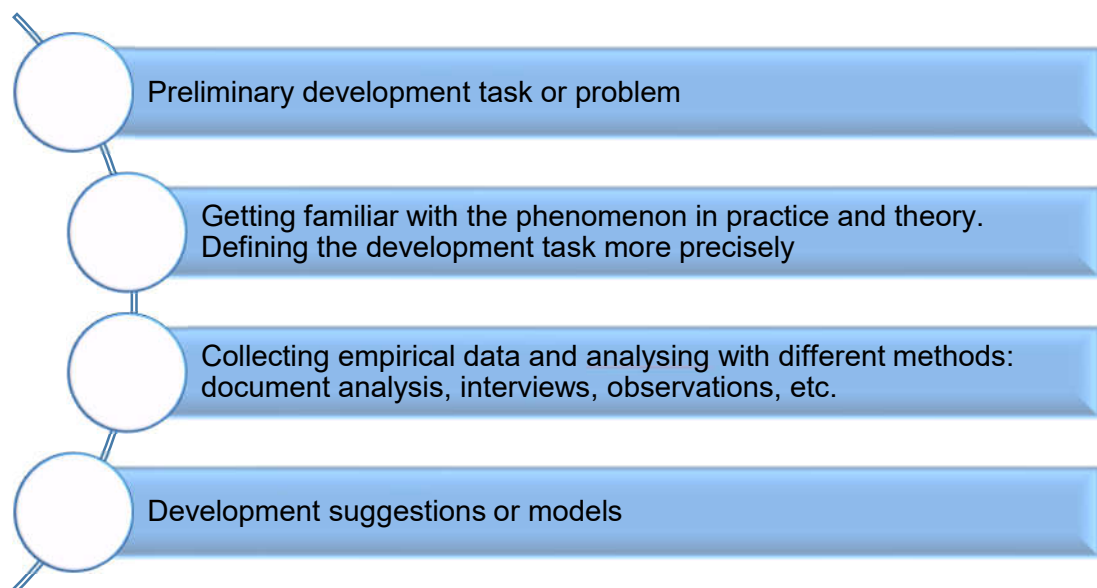 Preliminary development task or problem
Getting familiar with the phenomenon in practice and theory.
Defining the development task more precisely
Collecting empirical data and analysing with different methods:
document analysis, interviews, observations, etc.
Development suggestions or models